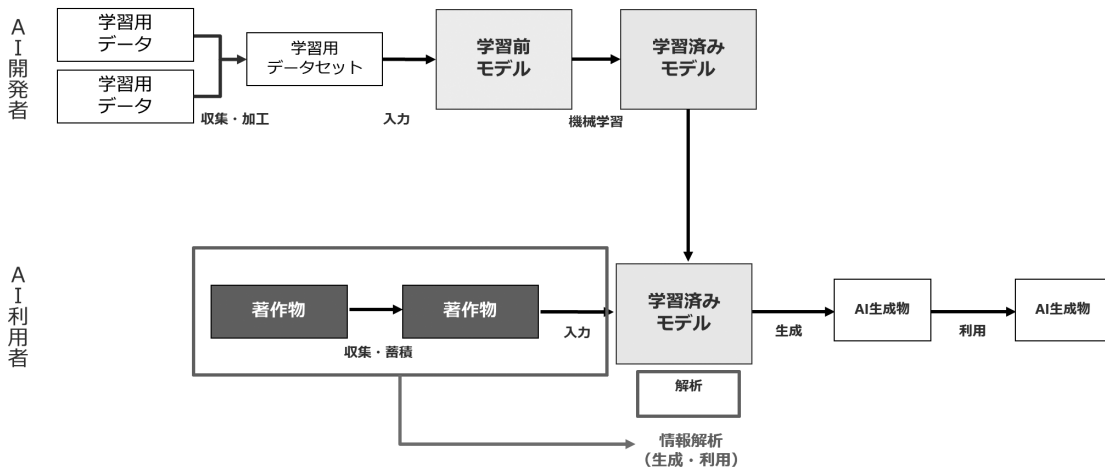 AI開発者
学習用
データ
学習用
データ
収集・加工
学習用
データセット
入力
学習前
モデル
機械学習
学習済み
モデル
AI利用者
著作物
収集・蓄積
著作物
入力
学習済み
モデル
生成
AI生成物
利用
AI生成物
解析
情報解析
（生成・利用）